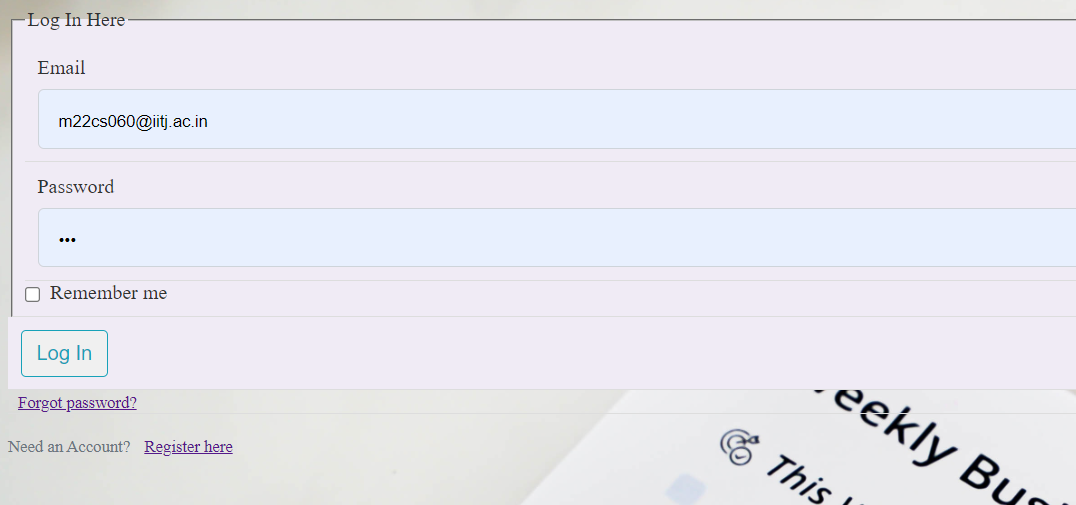 Log In Here
Email
m22cs060@iitj.ac.in
Password
•••
Remember me
Log In
Forgot password?
Need an Account? Register here
eekly Bus
This